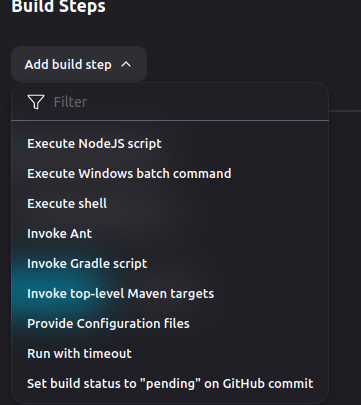 Build Steps
Add build step
Filter
Execute NodeJS script
Execute Windows batch command
Execute shell
Invoke Ant
Invoke Gradle script
Invoke top-level Maven targets
Provide Configuration files
Run with timeout
Set build status to "pending" on GitHub commit